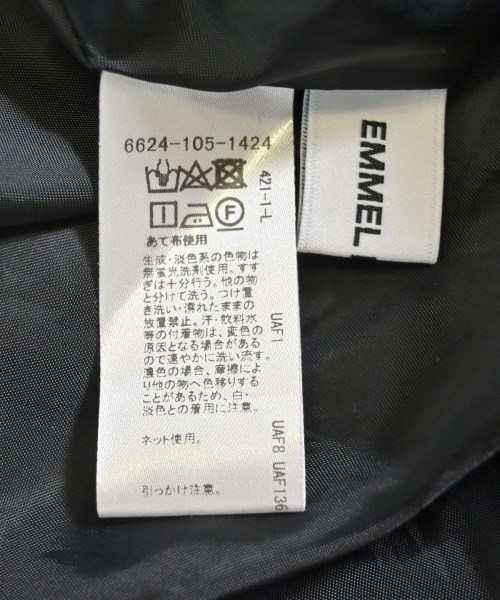 6624-105-1424
あて布使用
生成・淡色系の色物は
無蛍光洗剤使用。すす
ぎは十分行う。他の物
と分けて洗う。つけ置
き洗い・濡れたままの
放置禁止。汗・飲料水
等の付着物は、変色の
原因となる場合がある
ので速やかに洗い流す。
濃色の場合、摩擦によ
り他の物へ色移りする
ことがあるため、白・
淡色との着用に注意。
ネット使用。
引っかけ注意。
421-1-L
UAF1
UAF8 UAF136
EMMEL